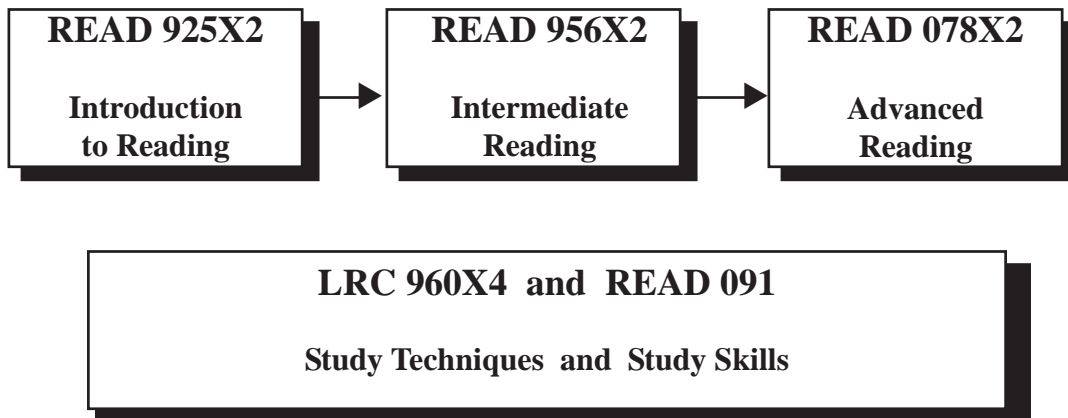 READ 925X2
Introduction
to Reading
READ 956X2
Intermediate
Reading
READ 078X2
Advanced
Reading
LRC 960X4 and READ 091
Study Techniques and Study Skills